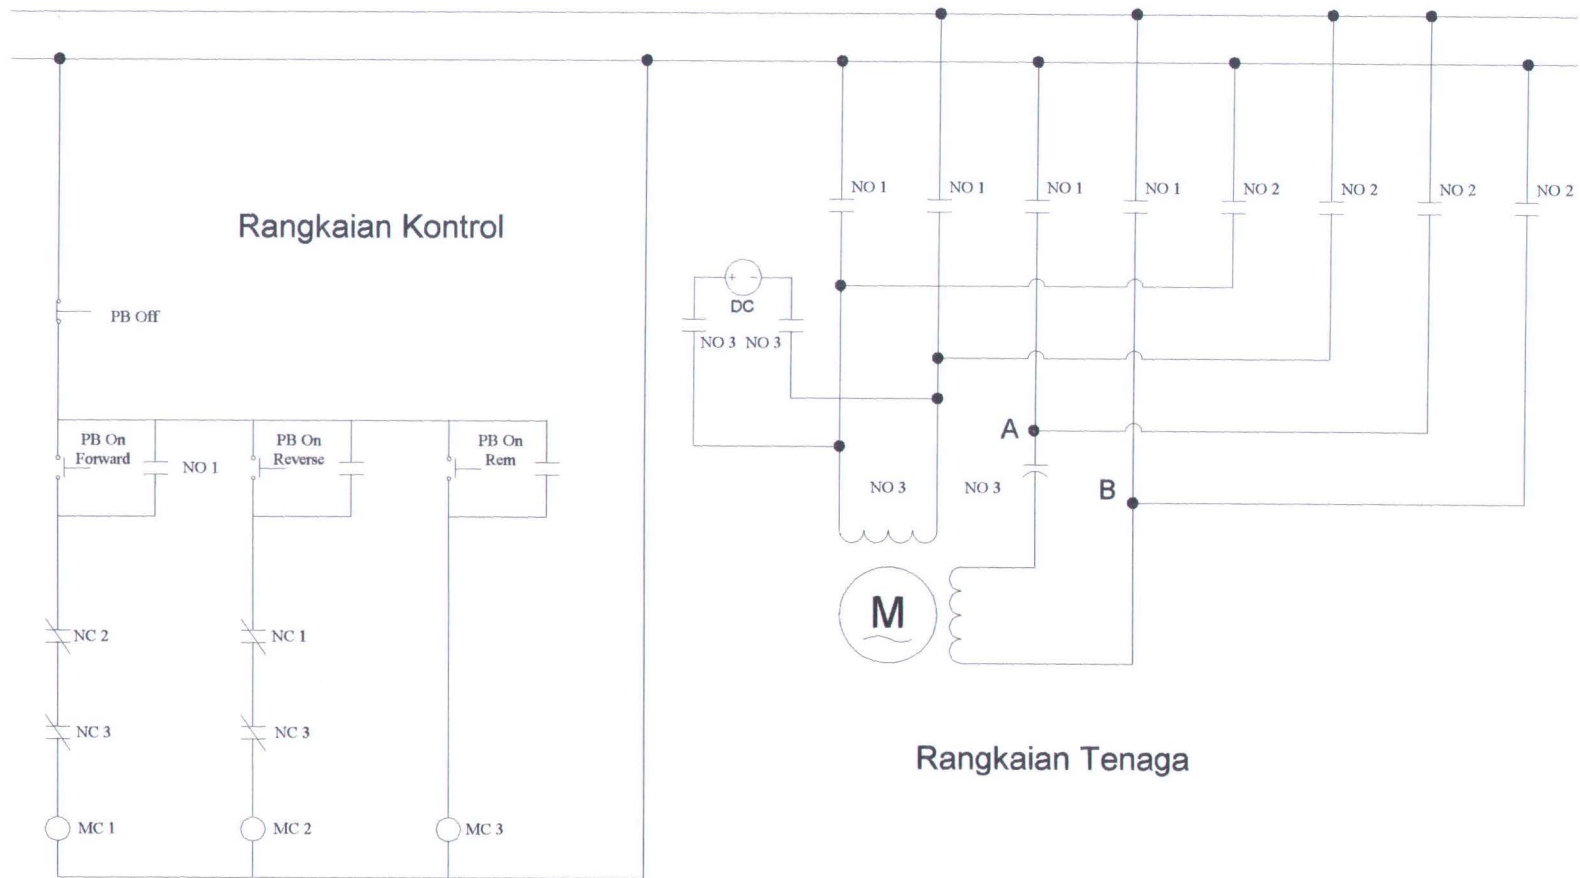 NO 1
NO 1
NO 1
NO 1
NO 2
NO 2
NO 2
NO 2
Rangkaian Kontrol
+ -
DC
PB Off
NO 3
NO 3
A
PB On
Forward
NO 1
PB On
Reverse
PB On
Rem
NO 3
NO 3
B
M
NC 2
NC 1
NC 3
NC 3
Rangkaian Tenaga
MC 1
MC 2
MC 3